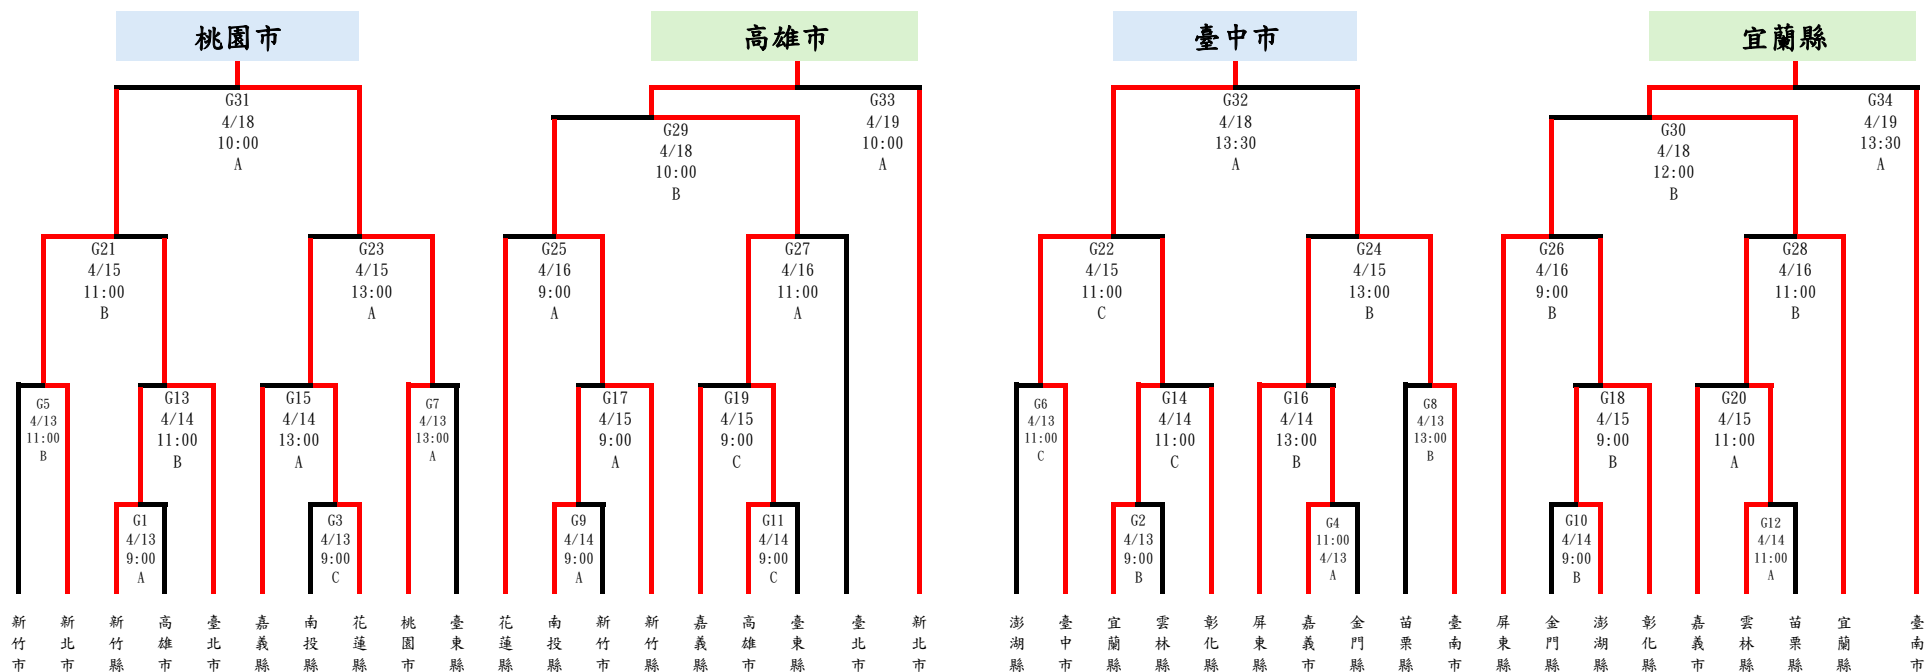 桃園市
高雄市
臺中市
宜蘭縣
G31
4/18
10:00
A
G33
4/19
10:00
A
G29
4/18
10:00
B
G32
4/18
13:30
A
G34
4/19
13:30
A
G30
4/18
12:00
B
G21
4/15
11:00
B
G23
4/15
13:00
A
G25
4/16
9:00
A
G27
4/16
11:00
A
G22
4/15
11:00
C
G24
4/15
13:00
B
G26
4/16
9:00
B
G28
4/16
11:00
B
G5
4/13
11:00
B
G13
4/14
11:00
B
G15
4/14
13:00
A
G7
4/13
13:00
A
G17
4/15
9:00
A
G19
4/15
9:00
C
G6
4/13
11:00
C
G14
4/14
11:00
C
G16
4/14
13:00
B
G8
4/13
13:00
B
G18
4/15
9:00
B
G20
4/15
11:00
A
G1
4/13
9:00
A
G3
4/13
9:00
C
G9
4/14
9:00
A
G11
4/14
9:00
C
G2
4/13
9:00
B
G4
11:00
4/13
A
G10
4/14
9:00
B
G12
4/14
11:00
A
新竹市
新北市
新竹縣
高雄市
臺北市
嘉義縣
南投縣
花蓮縣
桃園市
臺東縣
花蓮縣
南投縣
新竹市
新竹縣
嘉義縣
高雄市
臺東縣
臺北市
新北市
澎湖縣
臺中市
宜蘭縣
雲林縣
彰化縣
屏東縣
嘉義市
金門縣
苗栗縣
臺南市
屏東縣
金門縣
澎湖縣
彰化縣
嘉義市
雲林縣
苗栗縣
宜蘭縣
臺南市